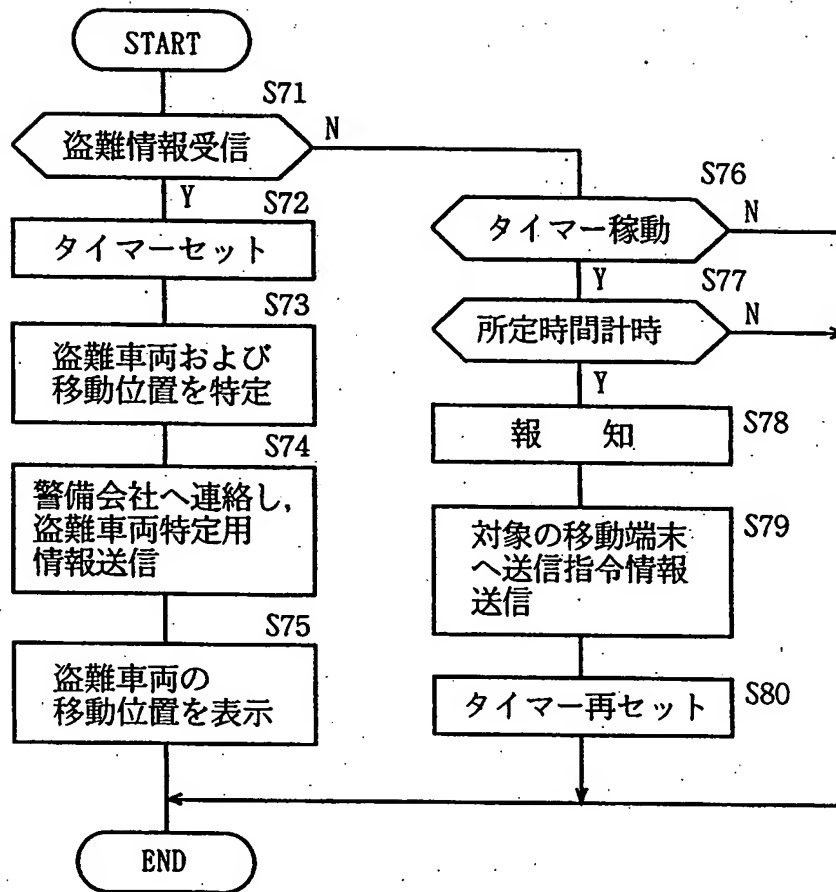 START
S71
盗難情報受信
N
Y
S72
タイマーセット
S73
盗難車両および
移動位置を特定
S74
警備会社へ連絡し,
盗難車両特定用
情報送信
S75
盗難車両の
移動位置を表示
END
S76
タイマー稼動
N
Y
S77
所定時間計時
N
Y
報 知
S78
対象の移動端末
へ送信指令情報
送信
S79
タイマー再セット
S80